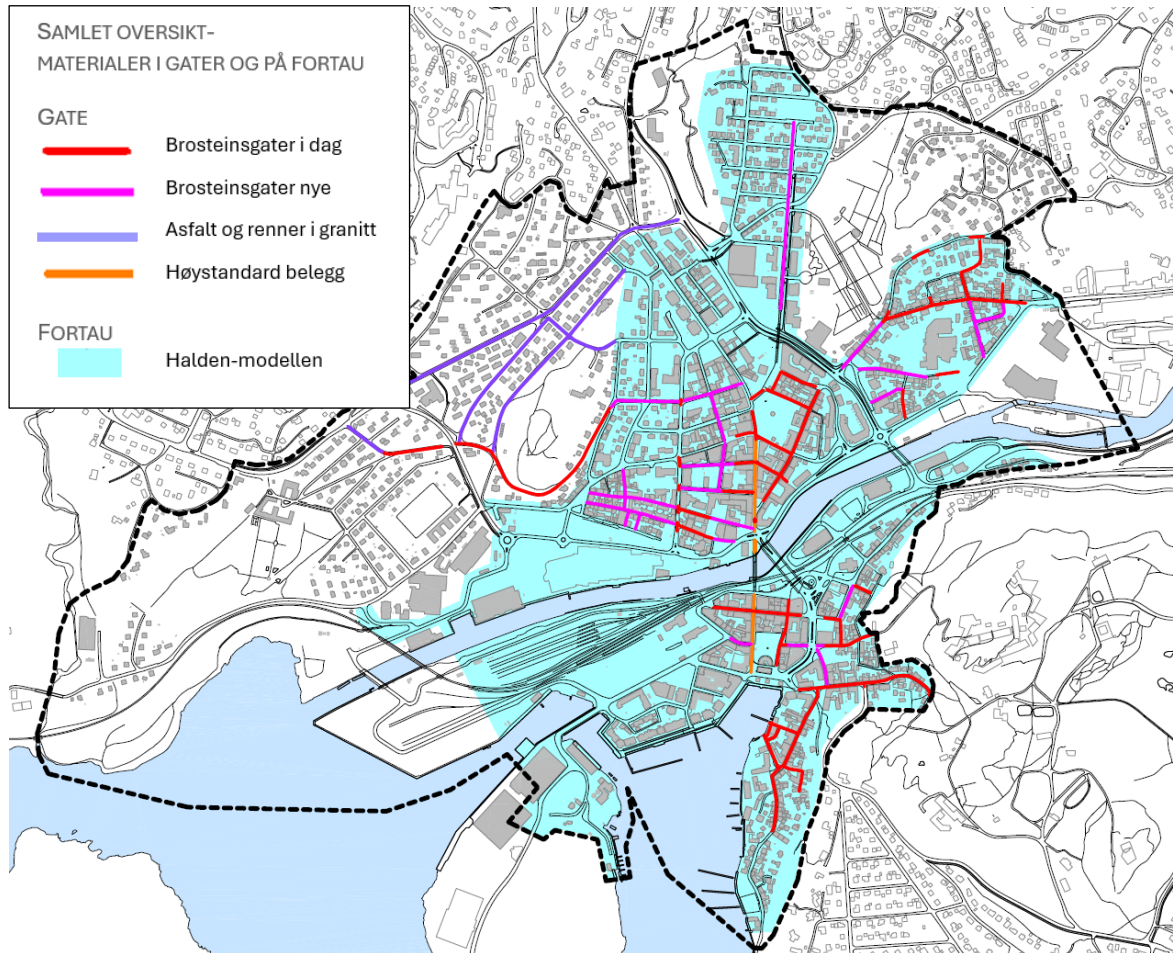 SAMLET OVERSIKT-
MATERIALER I GATER OG PÅ FORTAU
GATE
Brosteinsgater i dag
Brosteinsgater nye
Asfalt og renner i granitt
Høystandard belegg
FORTAU
Halden-modellen